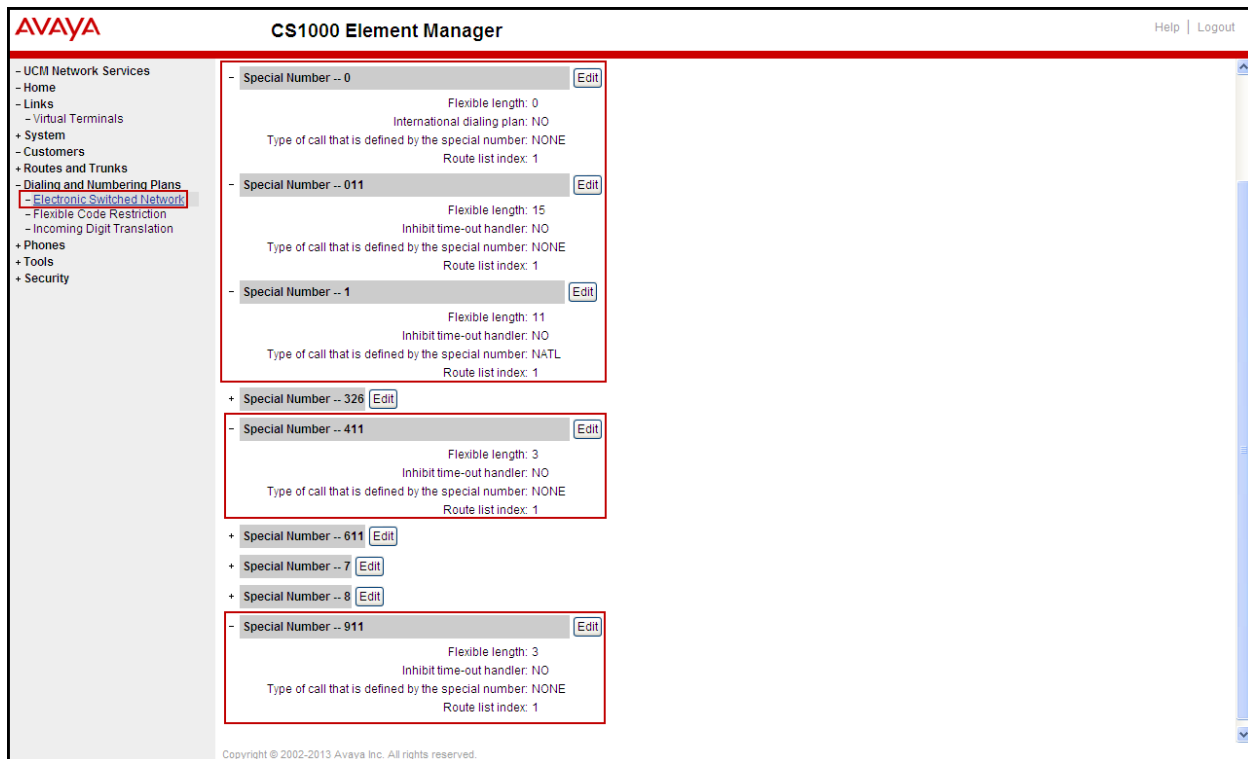 AVAYA
CS1000 Element Manager
Help | Logout
– UCM Network Services
– Home
– Links
– Virtual Terminals
+ System
– Customers
+ Routes and Trunks
– Dialing and Numbering Plans
– Electronic Switched Network
– Flexible Code Restriction
– Incoming Digit Translation
+ Phones
+ Tools
+ Security
– Special Number -- 0 Edit
Flexible length: 0
International dialing plan: NO
Type of call that is defined by the special number: NONE
Route list index: 1
– Special Number -- 011 Edit
Flexible length: 15
Inhibit time-out handler: NO
Type of call that is defined by the special number: NONE
Route list index: 1
– Special Number -- 1 Edit
Flexible length: 11
Inhibit time-out handler: NO
Type of call that is defined by the special number: NATL
Route list index: 1
+ Special Number -- 326 Edit
– Special Number -- 411 Edit
Flexible length: 3
Inhibit time-out handler: NO
Type of call that is defined by the special number: NONE
Route list index: 1
+ Special Number -- 611 Edit
+ Special Number -- 7 Edit
+ Special Number -- 8 Edit
– Special Number -- 911 Edit
Flexible length: 3
Inhibit time-out handler: NO
Type of call that is defined by the special number: NONE
Route list index: 1
Copyright © 2002-2013 Avaya Inc. All rights reserved.